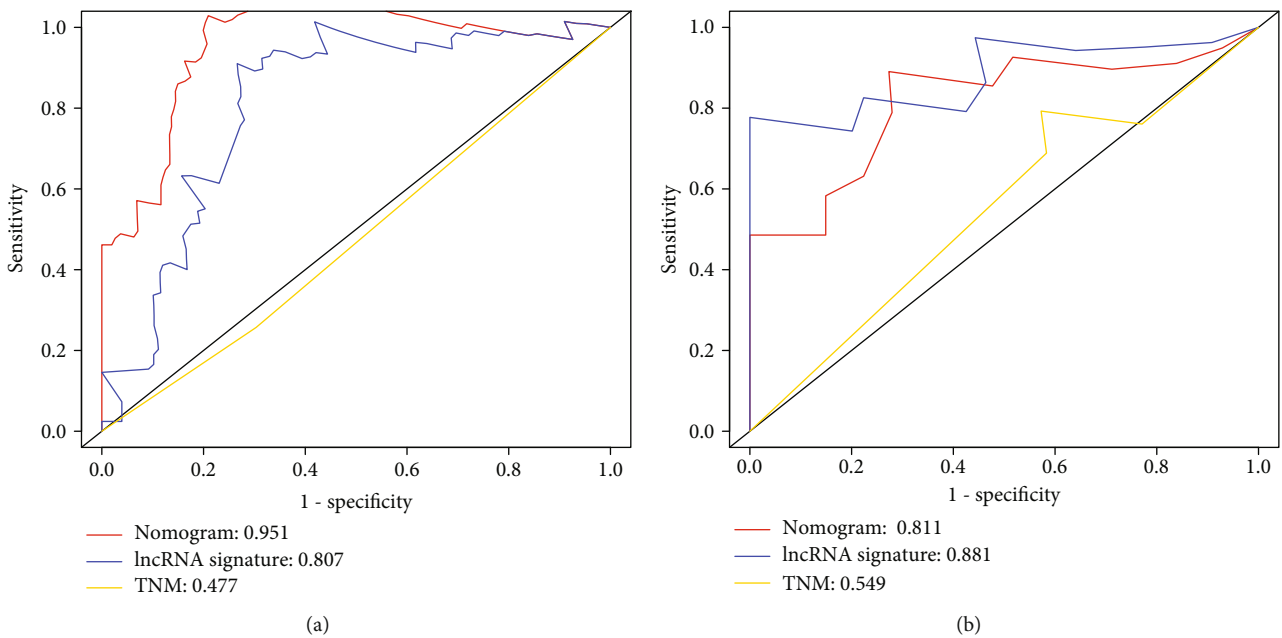 1.0
0.8
0.6
0.4
0.2
0.0
Sensitivity
0.0 0.2 0.4 0.6 0.8 1.0
1 - specificity
Nomogram: 0.951
lncRNA signature: 0.807
TNM: 0.477
(a)
1.0
0.8
0.6
0.4
0.2
0.0
Sensitivity
0.0 0.2 0.4 0.6 0.8 1.0
1 - specificity
Nomogram: 0.811
lncRNA signature: 0.881
TNM: 0.549
(b)